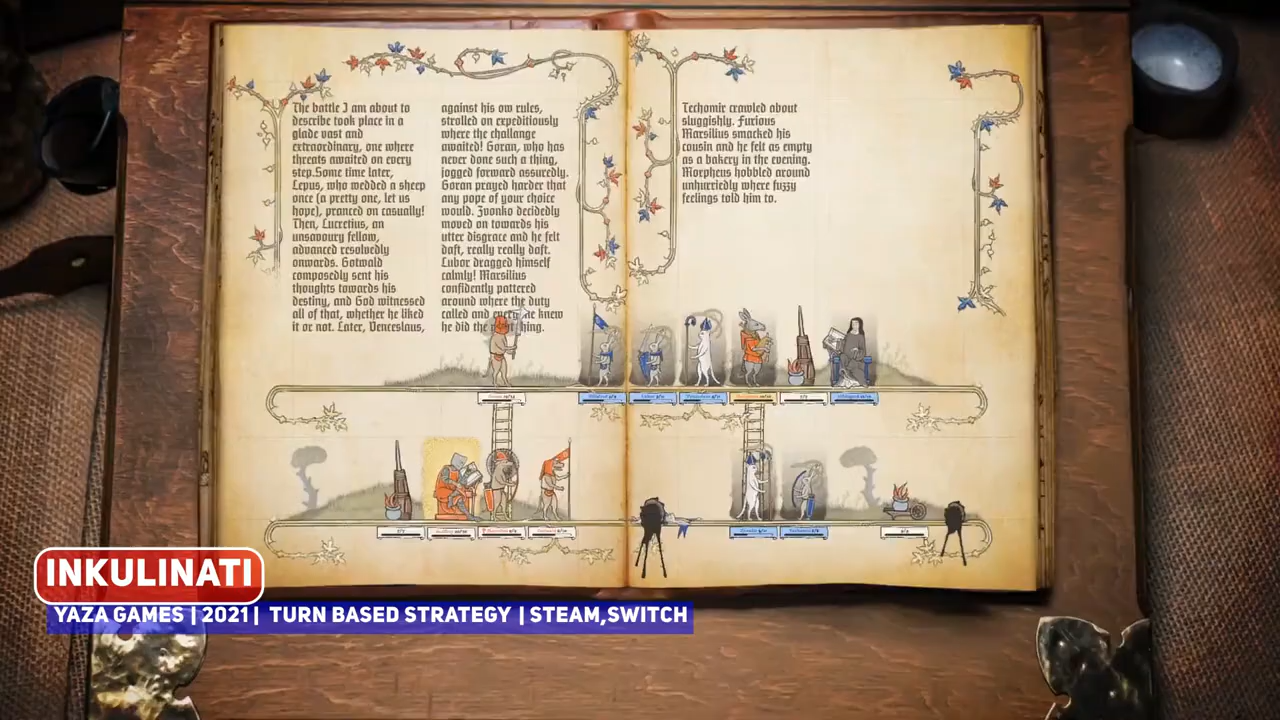 The battle I am about to
describe took place in a
glade vast and
extraordinary, one where
threats awaited on every
step.Some time later,
Lepus, who wedded a sheep
once (a pretty one, let us
hope), pranced on casually!
Then, Lucretius, an
unsavoury fellow,
advanced resolvedly
onwards. Gotwald
composedly sent his
thoughts towards his
destiny, and God witnessed
all of that, whether he liked
it or not. Later, Venceslaus,
against his ow rules,
strolled on expeditiously
where the challange
awaited! Goran, who has
never done such a thing,
jogged forward assuredly.
Goran prayed harder that
any pope of your choice
would. Zvonko decidedly
moved on towards his
utter disgrace and he felt
daft, really really daft.
Lubor dragged himself
calmly! Marsilius
confidently pattered
around where the duty
called and he knew
he did the thing.
Techomir crawled about
sluggishly. Furious
Marsilius smacked his
cousin and he felt as empty
as a bakery in the evening.
Morpheus hobbled around
unhurriedly where fuzzy
feelings told him to.
INKULINATI
YAZA GAMES | 2021 | TURN BASED STRATEGY | STEAM,SWITCH